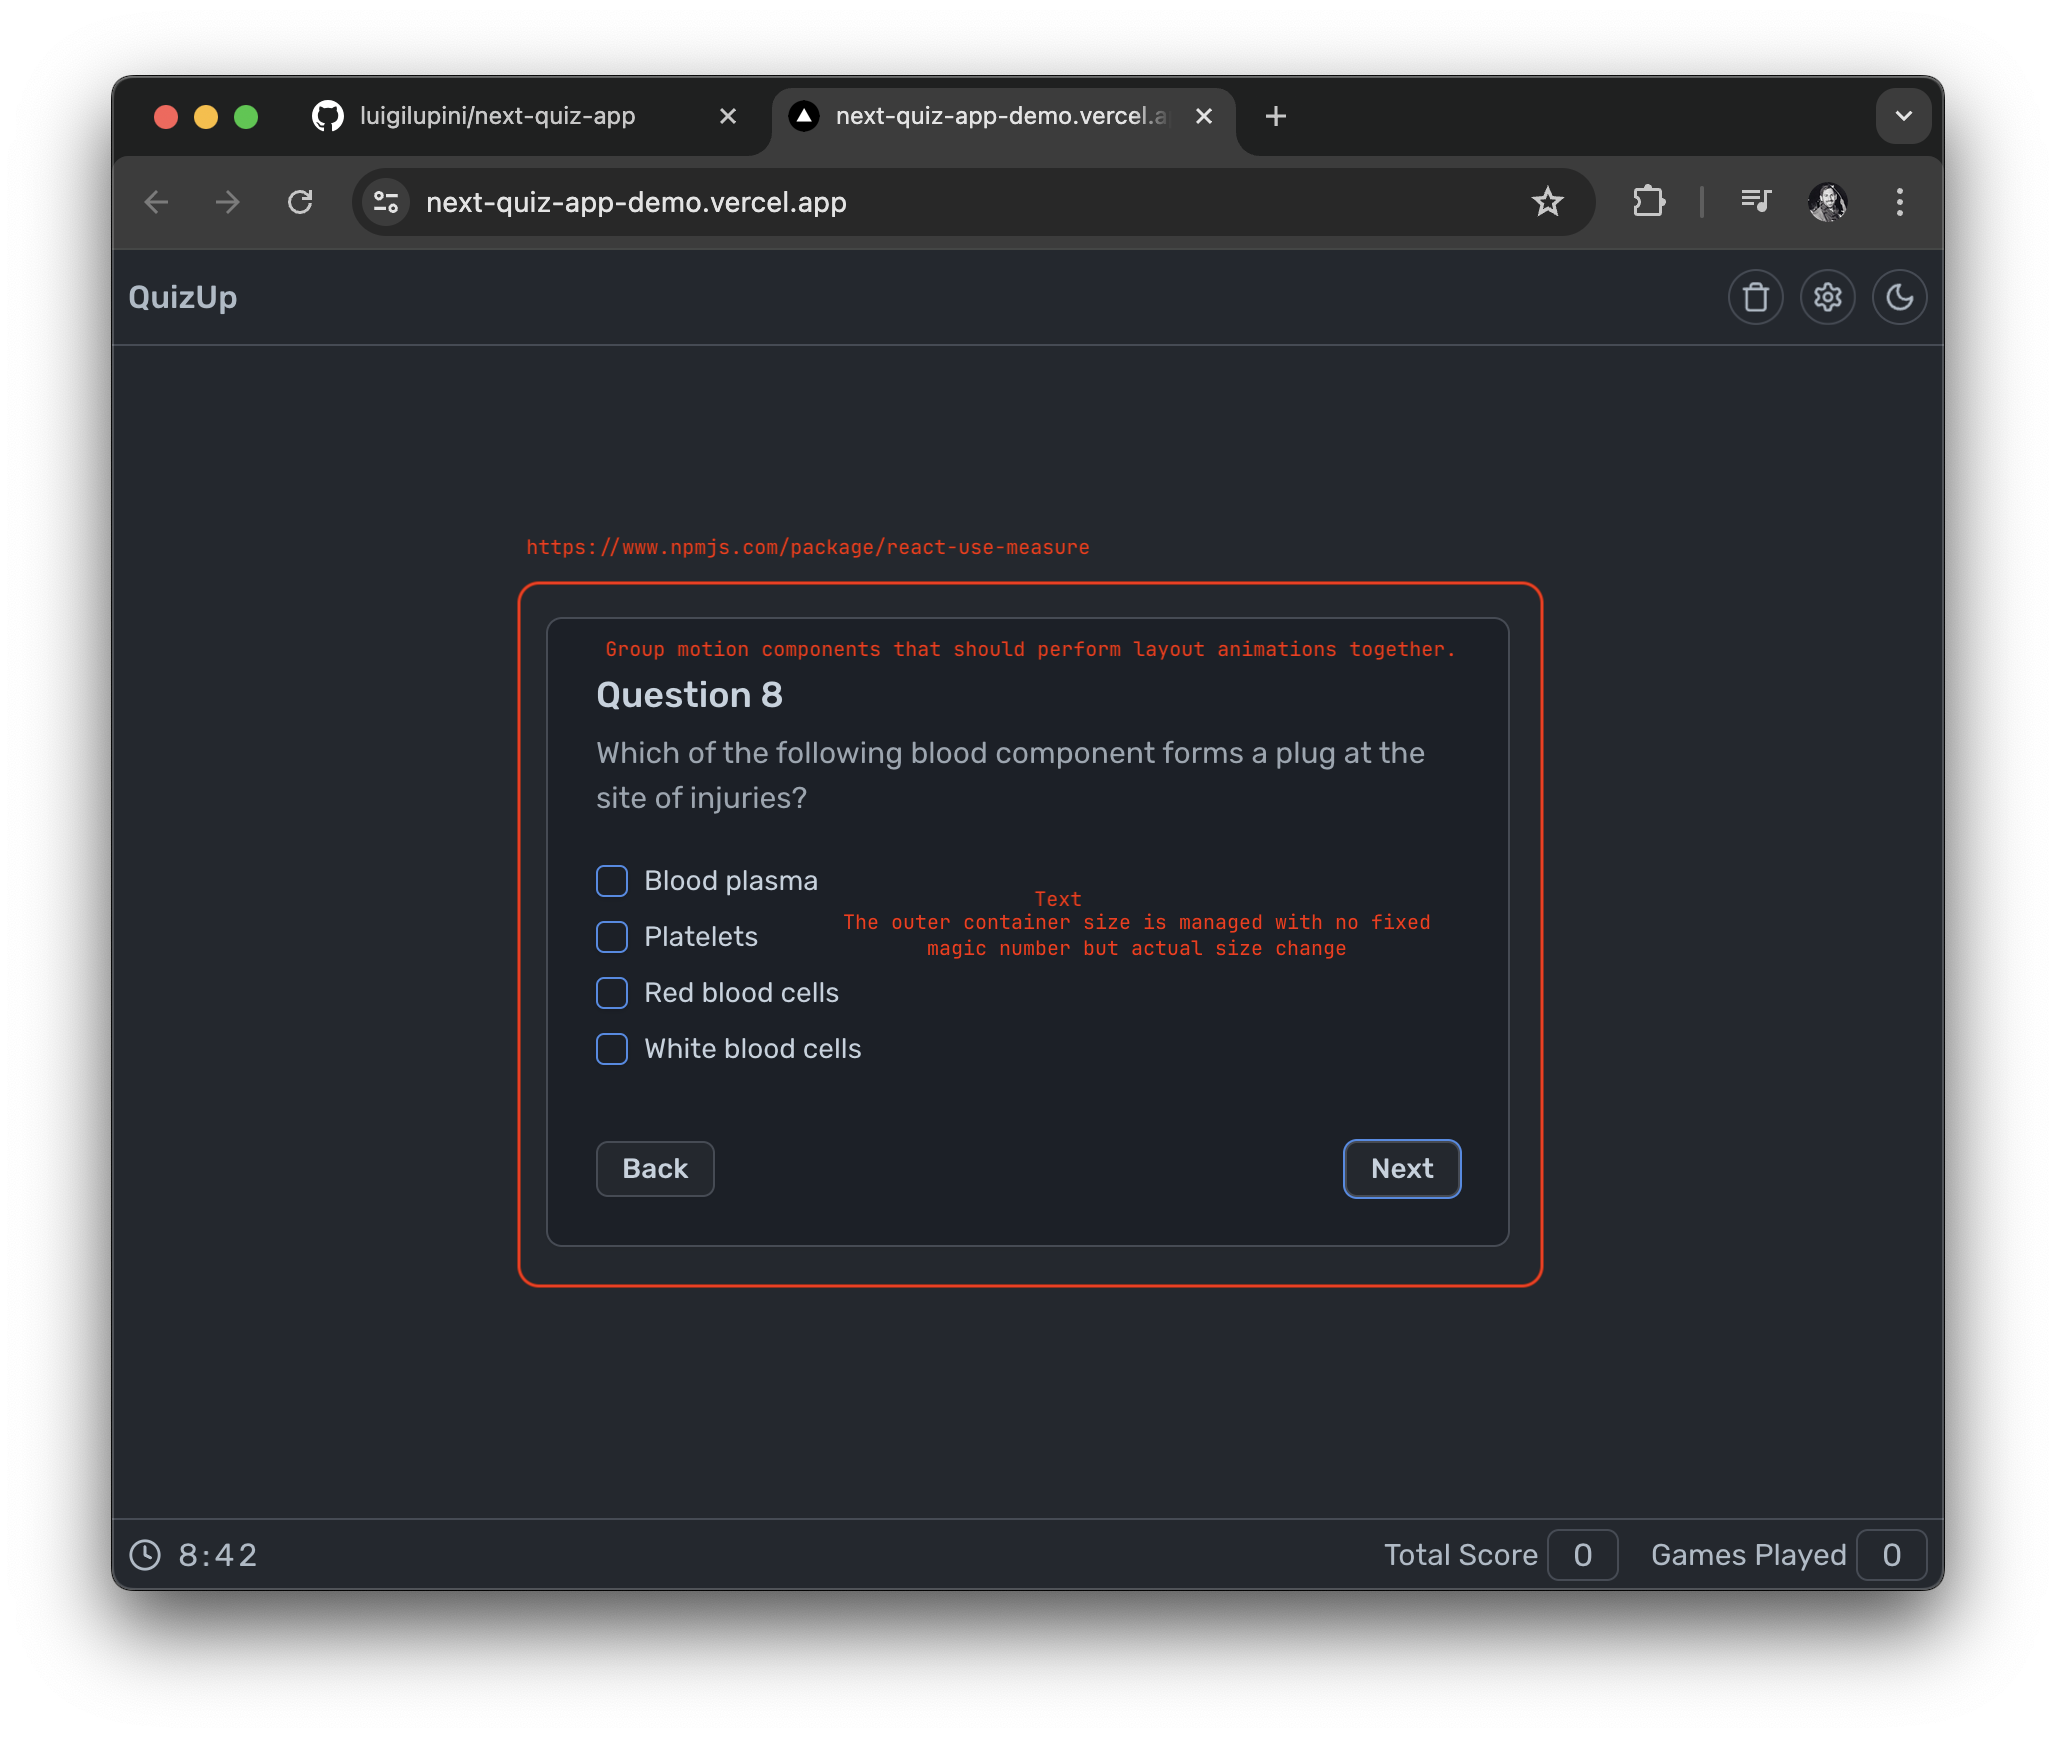 luigilupini/next-quiz-app
next-quiz-app-demo.vercel.a
next-quiz-app-demo.vercel.app
QuizUp
https://www.npmjs.com/package/react-use-measure
Group motion components that should perform layout animations together.
Question 8
Which of the following blood component forms a plug at the
site of injuries?
Blood plasma
Text
The outer container size is managed with no fixed
Platelets
magic number but actual size change
Red blood cells
White blood cells
Back
Next
8:42
Total Score 0
Games Played 0